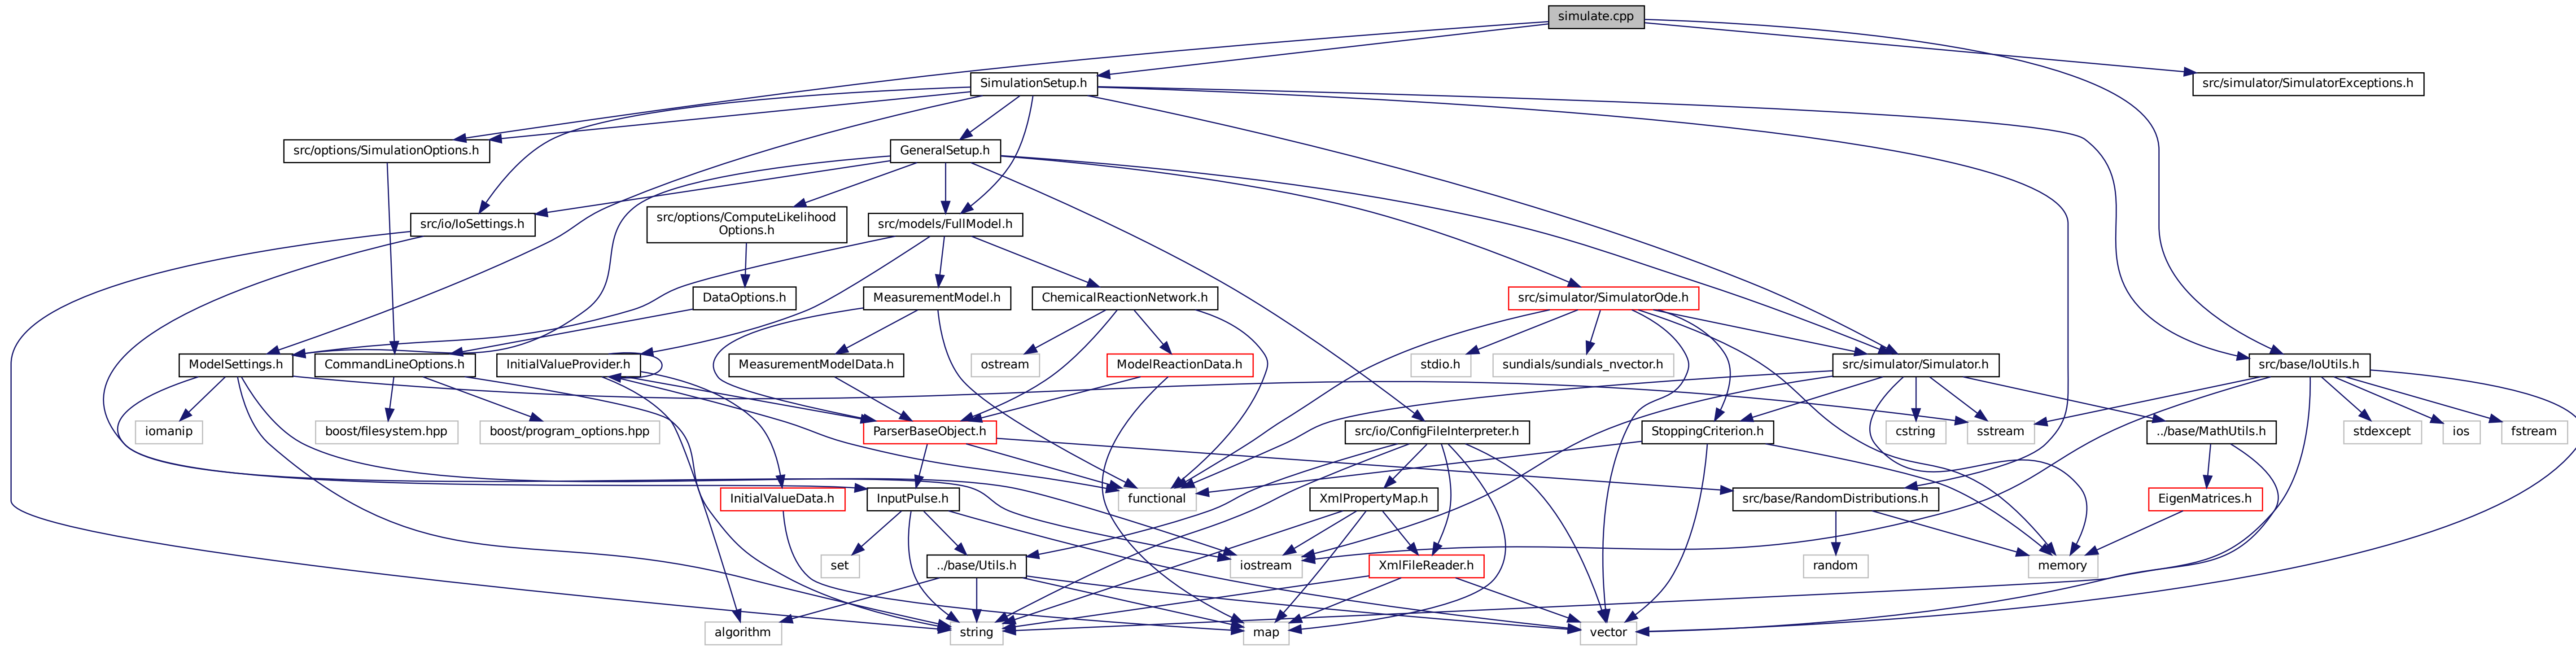 simulate.cpp
SimulationSetup.h
src/simulator/SimulatorExceptions.h
src/options/SimulationOptions.h
GeneralSetup.h
src/io/IoSettings.h
src/options/ComputeLikelihood
Options.h
src/models/FullModel.h
DataOptions.h
MeasurementModel.h
ChemicalReactionNetwork.h
src/simulator/SimulatorOde.h
ModelSettings.h
CommandLineOptions.h
InitialValueProvider.h
MeasurementModelData.h
ostream
ModelReactionData.h
stdio.h
sundials/sundials_nvector.h
src/simulator/Simulator.h
src/base/IoUtils.h
iomanip
boost/filesystem.hpp
boost/program_options.hpp
ParserBaseObject.h
src/io/ConfigFileInterpreter.h
StoppingCriterion.h
cstring
sstream
../base/MathUtils.h
stdexcept
ios
fstream
InitialValueData.h
InputPulse.h
functional
XmlPropertyMap.h
src/base/RandomDistributions.h
EigenMatrices.h
set
../base/Utils.h
iostream
XmlFileReader.h
random
memory
algorithm
string
map
vector